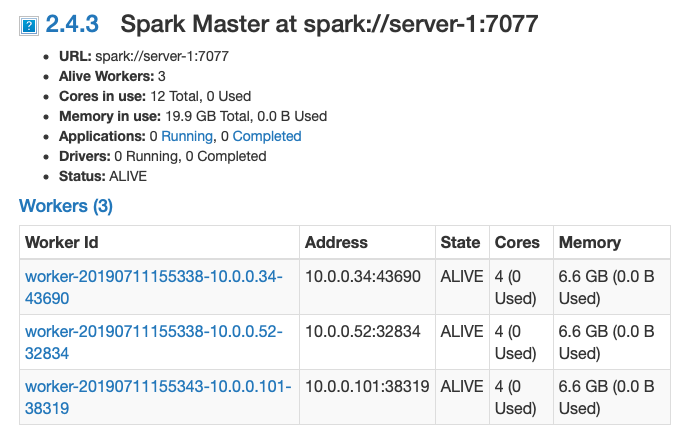 2.4.3 Spark Master at spark://server-1:7077
URL: spark://server-1:7077
Alive Workers: 3
Cores in use: 12 Total, 0 Used
Memory in use: 19.9 GB Total, 0.0 B Used
Applications: 0 Running, 0 Completed
Drivers: 0 Running, 0 Completed
Status: ALIVE
Workers (3)
Worker Id Address State Cores Memory
worker-20190711155338-10.0.0.34- 10.0.0.34:43690 ALIVE 4 (0 6.6 GB (0.0 B
43690 Used) Used)
worker-20190711155338-10.0.0.52- 10.0.0.52:32834 ALIVE 4 (0 6.6 GB (0.0 B
32834 Used) Used)
worker-20190711155343-10.0.0.101- 10.0.0.101:38319 ALIVE 4 (0 6.6 GB (0.0 B
38319 Used) Used)